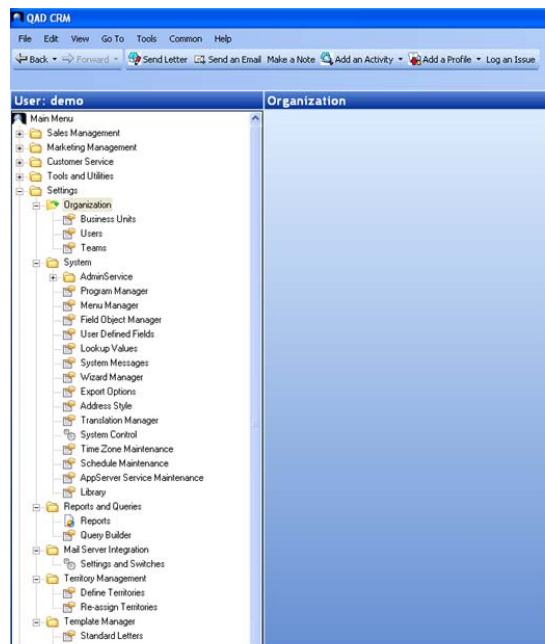 QAD CRM
File Edit View Go To Tools Common Help
Back Forward Send Letter Send an Email Make a Note Add an Activity Add a Profile Log an Issue
User: demo Organization
Main Menu
Sales Management
Marketing Management
Customer Service
Tools and Utilities
Settings
Organization
Business Units
Users
Teams
System
AdminService
Program Manager
Menu Manager
Field Object Manager
User Defined Fields
Lookup Values
System Messages
Wizard Manager
Export Options
Address Style
Translation Manager
System Control
Time Zone Maintenance
Schedule Maintenance
AppServer Service Maintenance
Library
Reports and Queries
Reports
Query Builder
Mail Server Integration
Settings and Switches
Territory Management
Define Territories
Re-assign Territories
Template Manager
Standard Letters